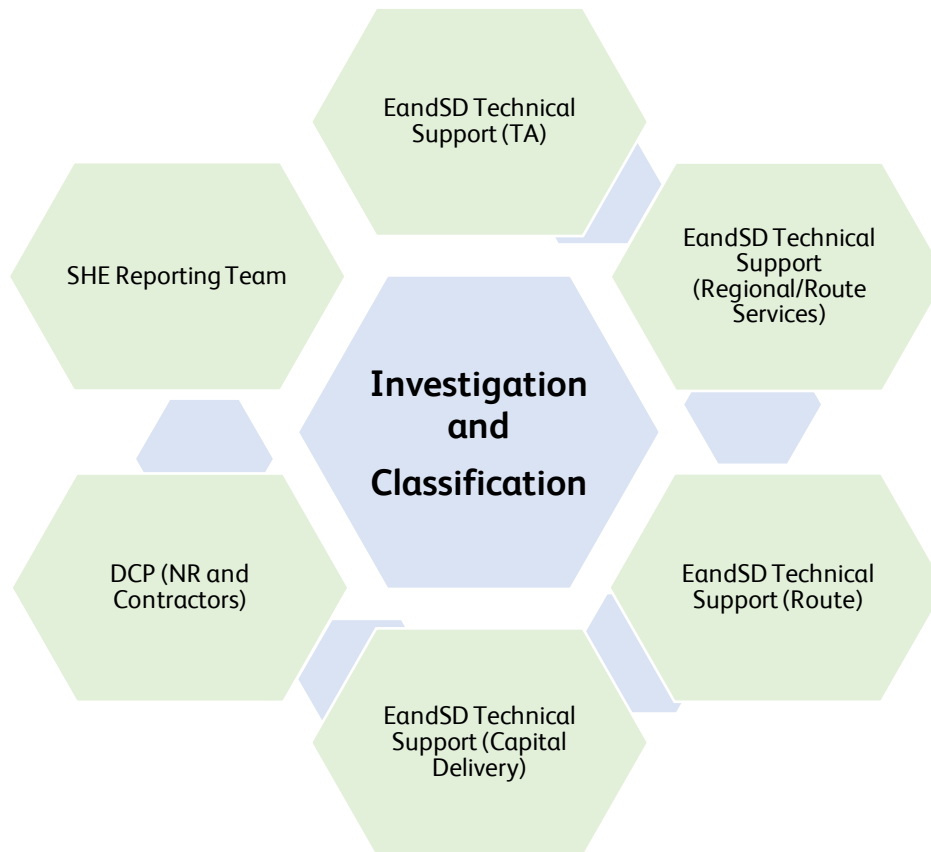 EandSD Technical
Support (TA)
SHE Reporting Team
EandSD Technical
Support
(Regional/Route
Services)
Investigation
and
Classification
DCP (NR and
Contractors)
EandSD Technical
Support (Route)
EandSD Technical
Support (Capital
Delivery)